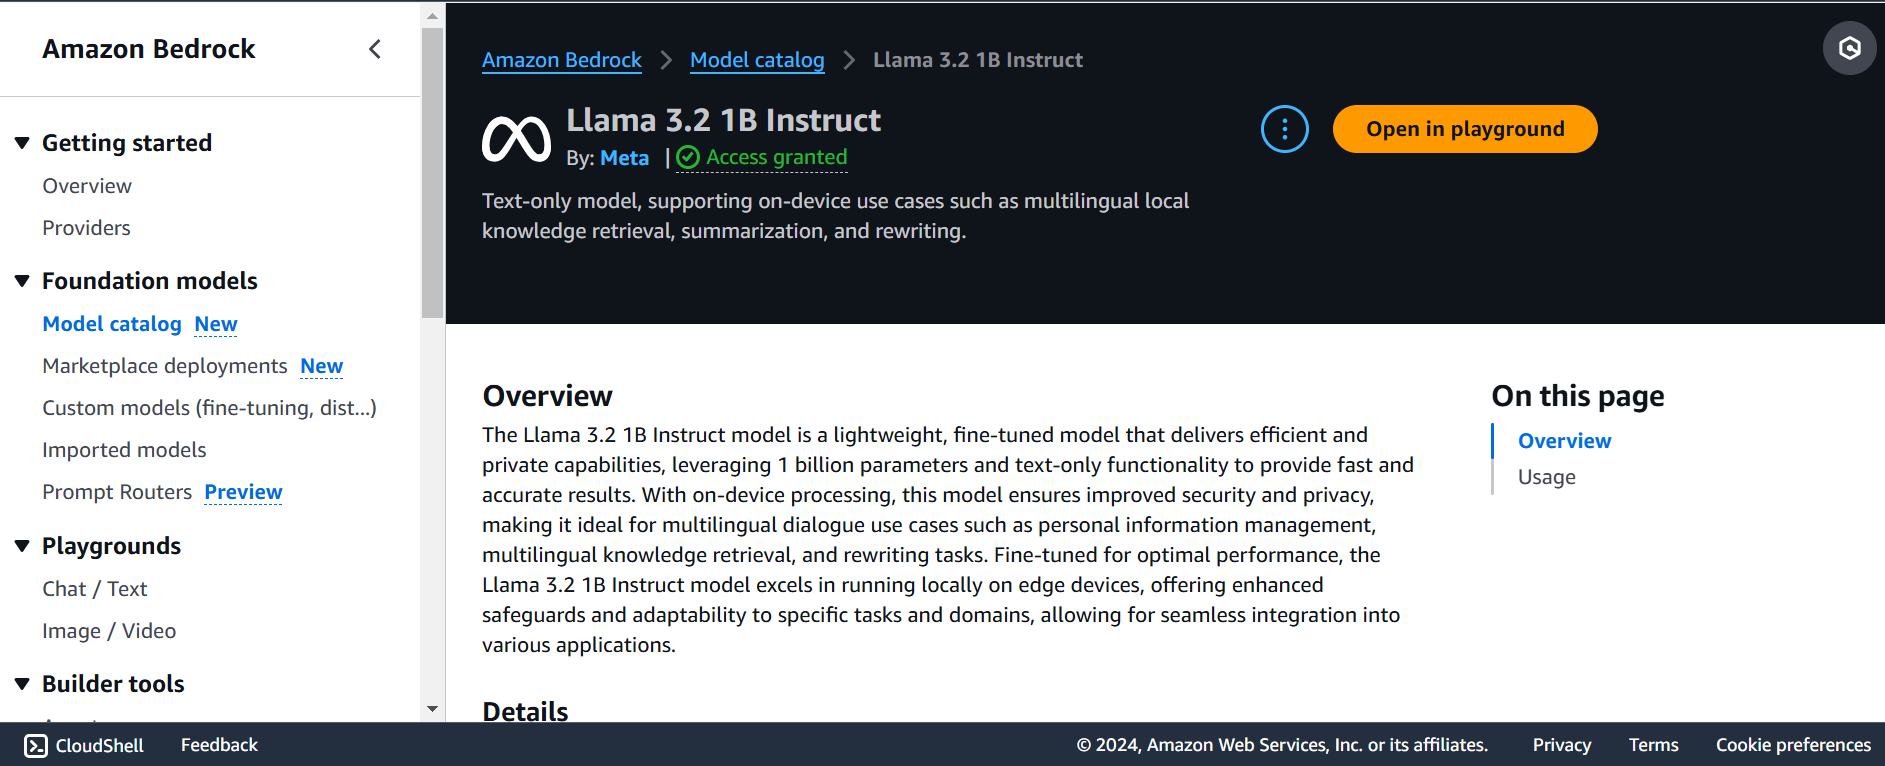 Amazon Bedrock
Getting started
Overview
Providers
Foundation models
Model catalog New
Marketplace deployments New
Custom models (fine-tuning, dist...)
Imported models
Prompt Routers Preview
Playgrounds
Chat / Text
Image / Video
Builder tools
Amazon Bedrock > Model catalog > Llama 3.2 1B Instruct
Llama 3.2 1B Instruct
By: Meta | Access granted
Open in playground
Text-only model, supporting on-device use cases such as multilingual local
knowledge retrieval, summarization, and rewriting.
Overview
The Llama 3.2 1B Instruct model is a lightweight, fine-tuned model that delivers efficient and
private capabilities, leveraging 1 billion parameters and text-only functionality to provide fast and
accurate results. With on-device processing, this model ensures improved security and privacy,
making it ideal for multilingual dialogue use cases such as personal information management,
multilingual knowledge retrieval, and rewriting tasks. Fine-tuned for optimal performance, the
Llama 3.2 1B Instruct model excels in running locally on edge devices, offering enhanced
safeguards and adaptability to specific tasks and domains, allowing for seamless integration into
various applications.
Details
On this page
Overview
Usage
CloudShell Feedback
© 2024, Amazon Web Services, Inc. or its affiliates. Privacy Terms Cookie preferences